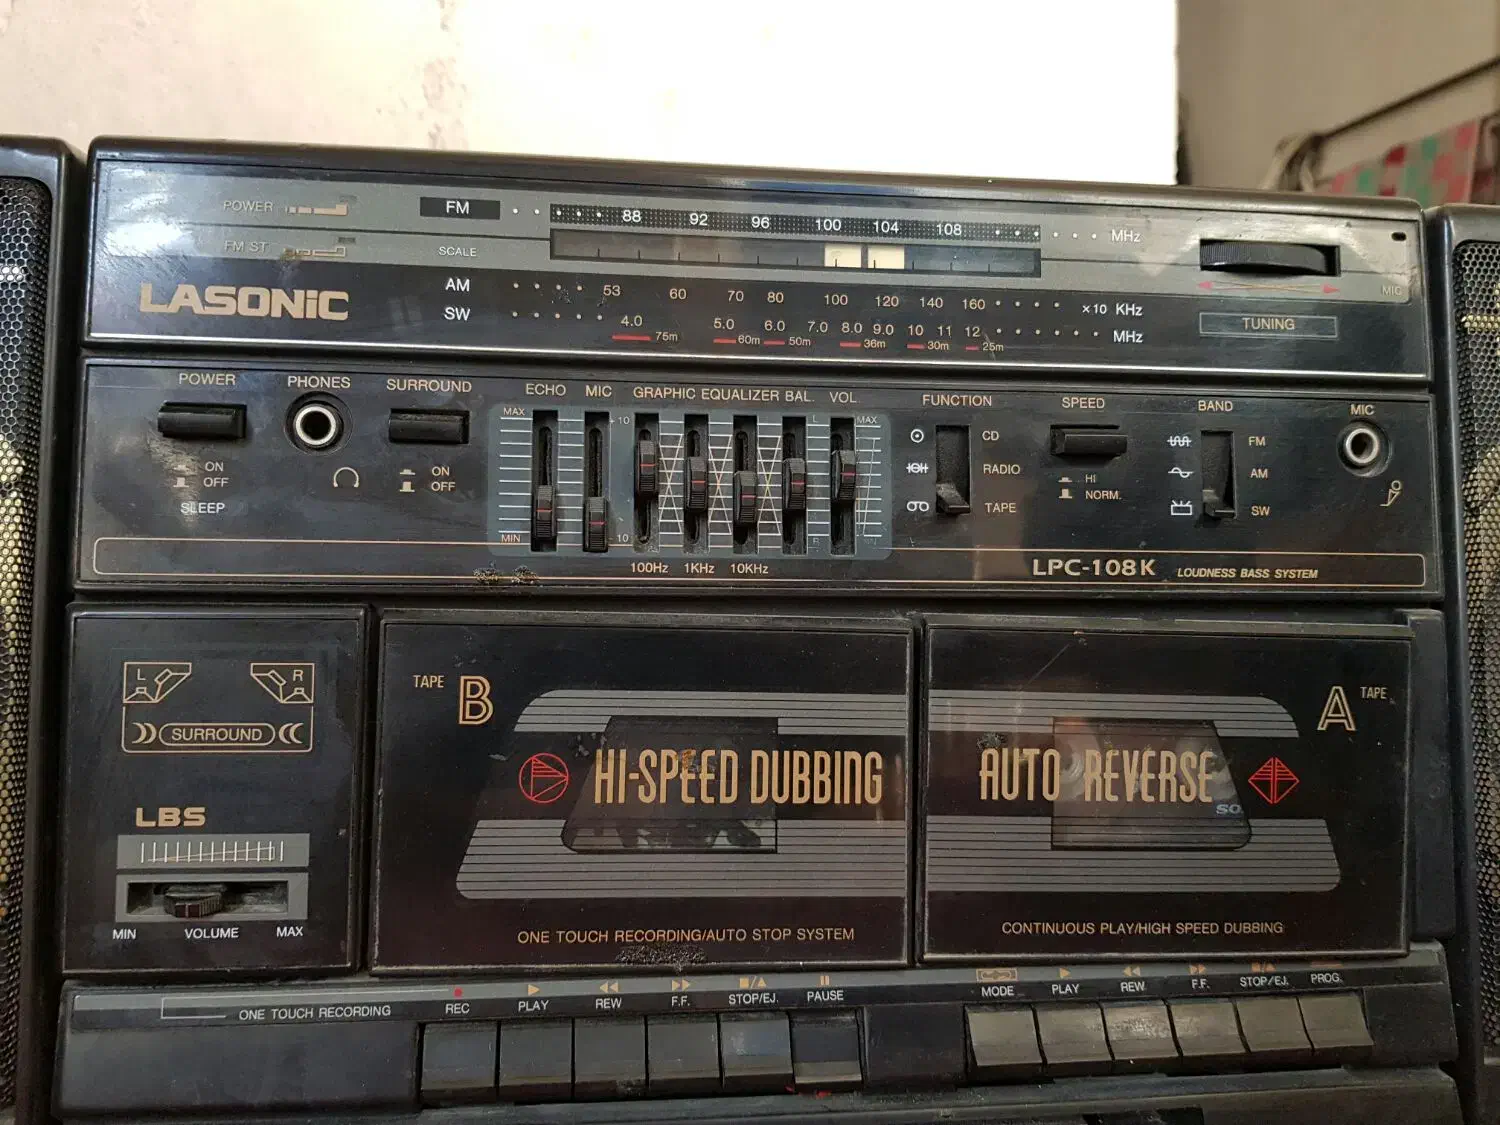 POWER
FM 88 92 96 100 104 108 MHz
FM ST. SCALE
MIC
LASONiC
AM 53 60 70 80 100 120 140 160 ×10 KHz
SW 4.0 5.0 6.0 7.0 8.0 9.0 10 11 12 MHz
75m 60m 50m 36m 30m 25m
TUNING
POWER PHONES SURROUND ECHO MIC GRAPHIC EQUALIZER BAL. VOL. FUNCTION SPEED BAND MIC
MAX +10 L MAX
CD FM
ON ON RADIO HI AM
OFF OFF NORM.
SLEEP TAPE SW
MIN 10 R MIN
100Hz 1KHz 10KHz
LPC-108K LOUDNESS BASS SYSTEM
L R
SURROUND
LBS
MIN VOLUME MAX
TAPE B
HI-SPEED DUBBING
ONE TOUCH RECORDING/AUTO STOP SYSTEM
A TAPE
AUTO REVERSE
SO
CONTINUOUS PLAY/HIGH SPEED DUBBING
ONE TOUCH RECORDING REC PLAY REW F.F. STOP/EJ. PAUSE
MODE PLAY REW F.F. STOP/EJ. PROG.